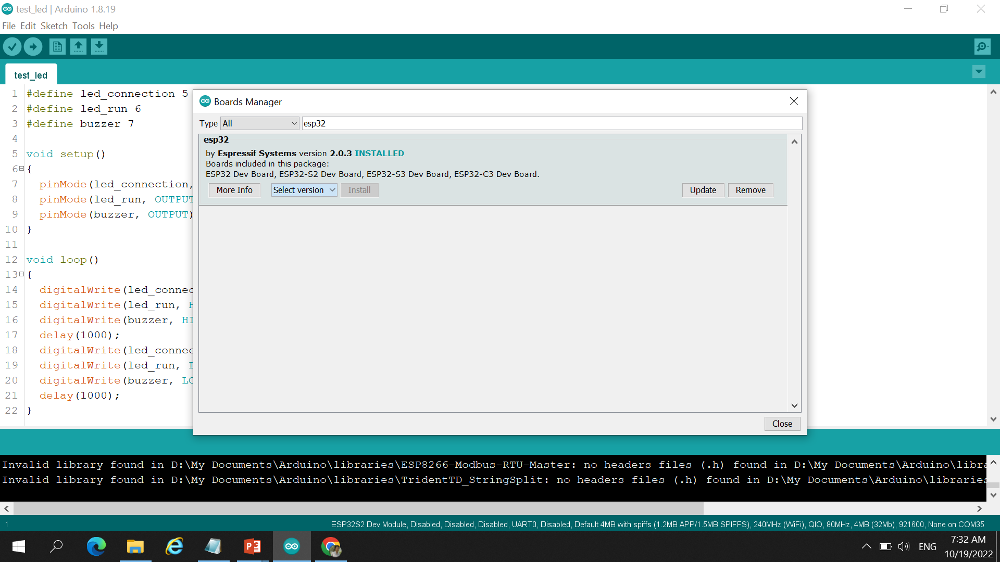 test_led | Arduino 1.8.19
File Edit Sketch Tools Help
test_led
1 #define led_connection 5
2 #define led_run 6
3 #define buzzer 7
4
5 void setup()
6 {
7 pinMode(led_connection,
8 pinMode(led_run, OUTPUT
9 pinMode(buzzer, OUTPUT)
10 }
11
12 void loop()
13 {
14 digitalWrite(led_connec
15 digitalWrite(led_run, H
16 digitalWrite(buzzer, HI
17 delay(1000);
18 digitalWrite(led_connec
19 digitalWrite(led_run, L
20 digitalWrite(buzzer, LO
21 delay(1000);
22 }
Boards Manager
Type All esp32
esp32
by Espressif Systems version 2.0.3 INSTALLED
Boards included in this package:
ESP32 Dev Board, ESP32-S2 Dev Board, ESP32-S3 Dev Board, ESP32-C3 Dev Board.
More Info Select version Install Update Remove
Close
Invalid library found in D:\My Documents\Arduino\libraries\ESP8266-Modbus-RTU-Master: no headers files (.h) found in D:\My Documents\Arduino\libra
Invalid library found in D:\My Documents\Arduino\libraries\TridentTD_StringSplit: no headers files (.h) found in D:\My Documents\Arduino\libraries
1 ESP32S2 Dev Module, Disabled, Disabled, Disabled, UART0, Disabled, Default 4MB with spiffs (1.2MB APP/1.5MB SPIFFS), 240MHz (WiFi), QIO, 80MHz, 4MB (32Mb), 921600, None on COM35
ENG
7:32 AM
10/19/2022